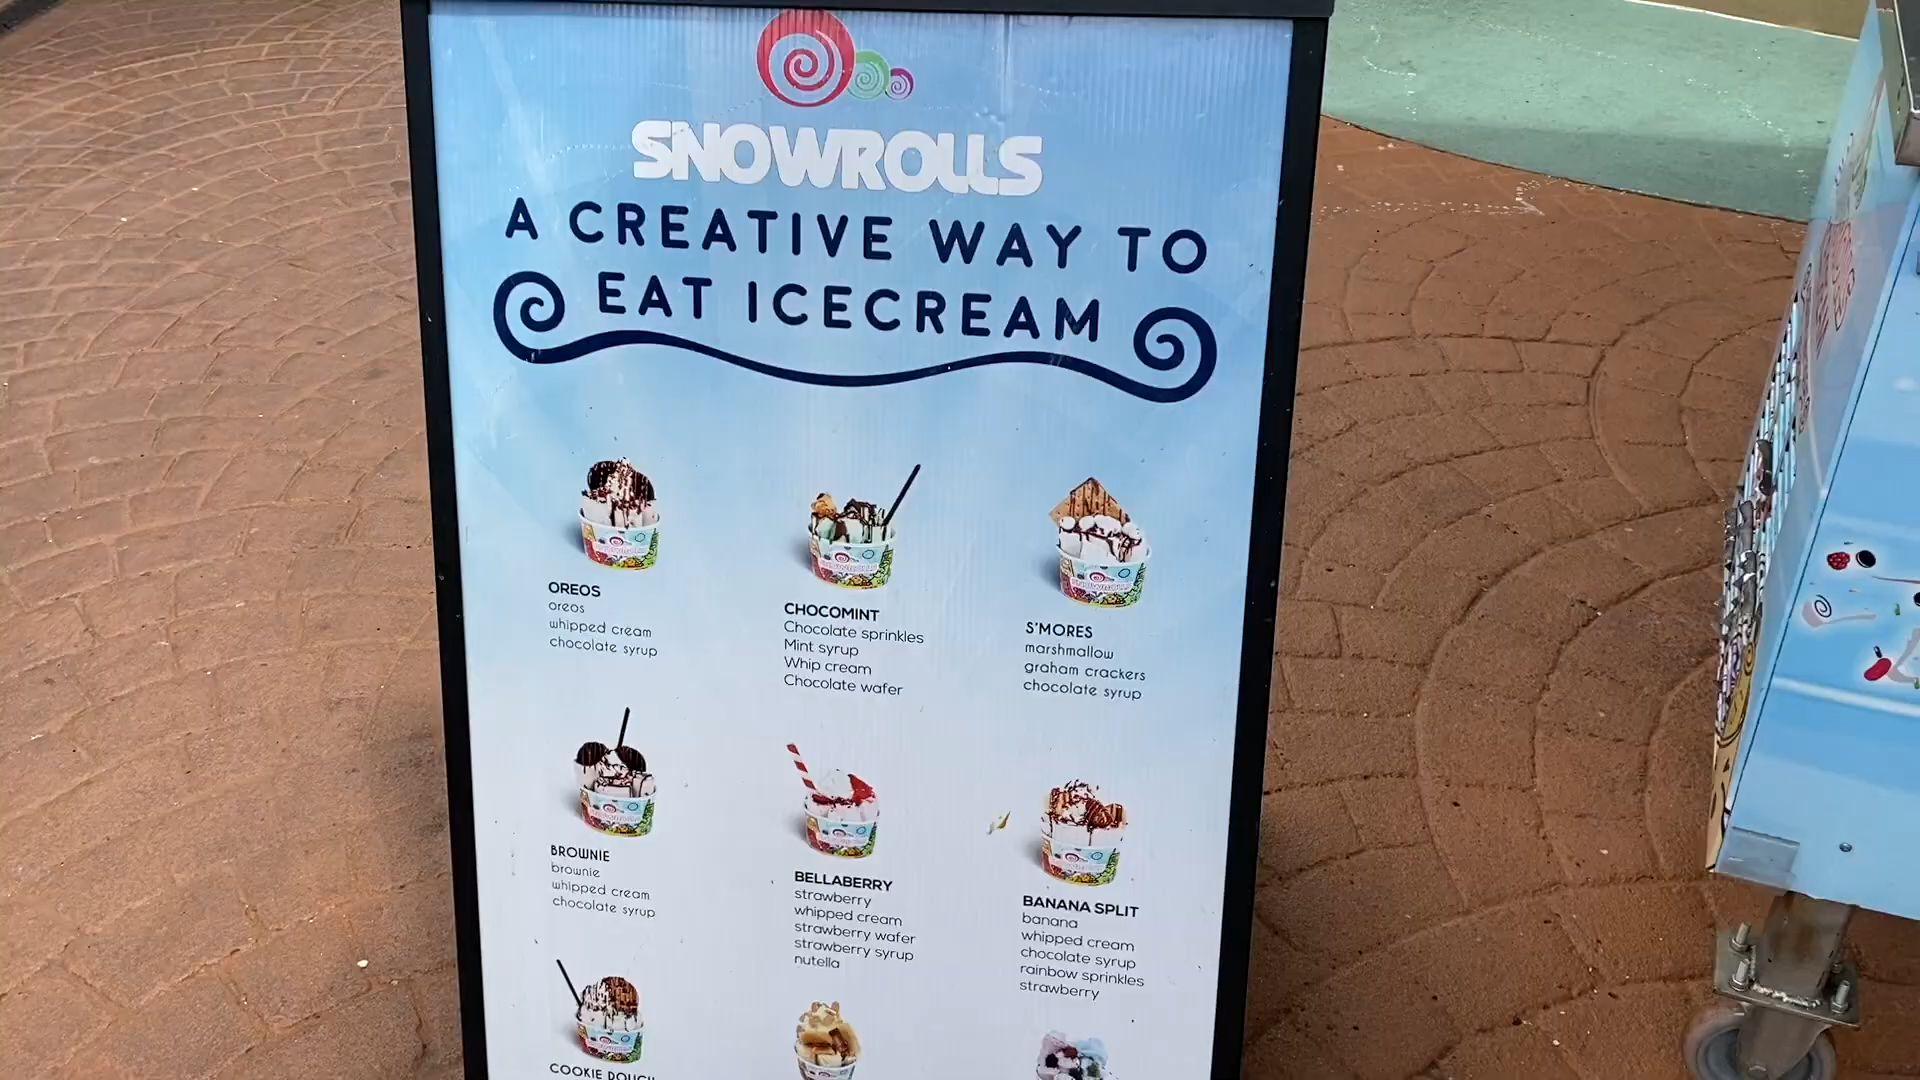 SNOWROLLS
A CREATIVE WAY TO
EAT ICECREAM
OREOS
oreos
whipped cream
chocolate syrup
CHOCOMINT
Chocolate sprinkles
Mint syrup
Whip cream
Chocolate wafer
S'MORES
marshmallow
graham crackers
chocolate syrup
BROWNIE
brownie
whipped cream
chocolate syrup
BELLABERRY
strawberry
whipped cream
strawberry wafer
strawberry syrup
nutella
BANANA SPLIT
banana
whipped cream
chocolate syrup
rainbow sprinkles
strawberry
COOKIE DOUGH